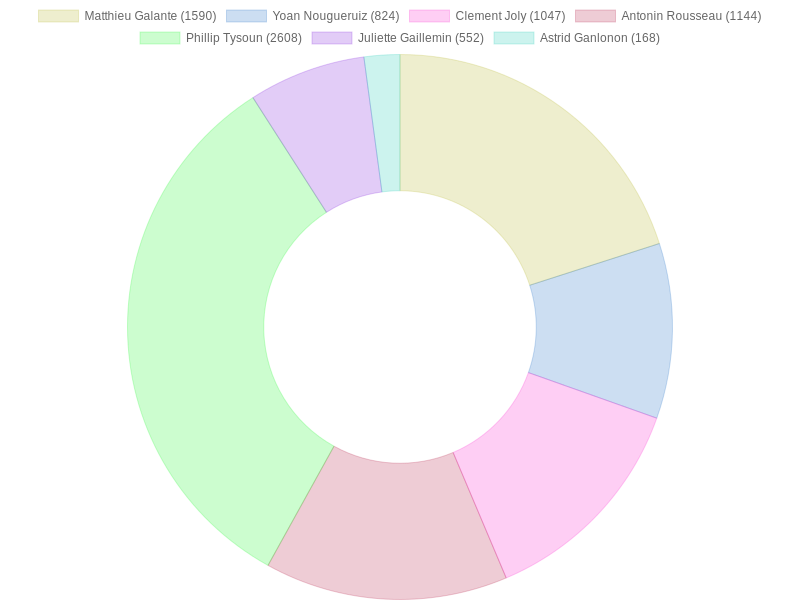 Matthieu Galante (1590) Yoan Nougueruiz (824) Clement Joly (1047) Antonin Rousseau (1144)
Phillip Tysoun (2608) Juliette Gaillemin (552) Astrid Ganlonon (168)